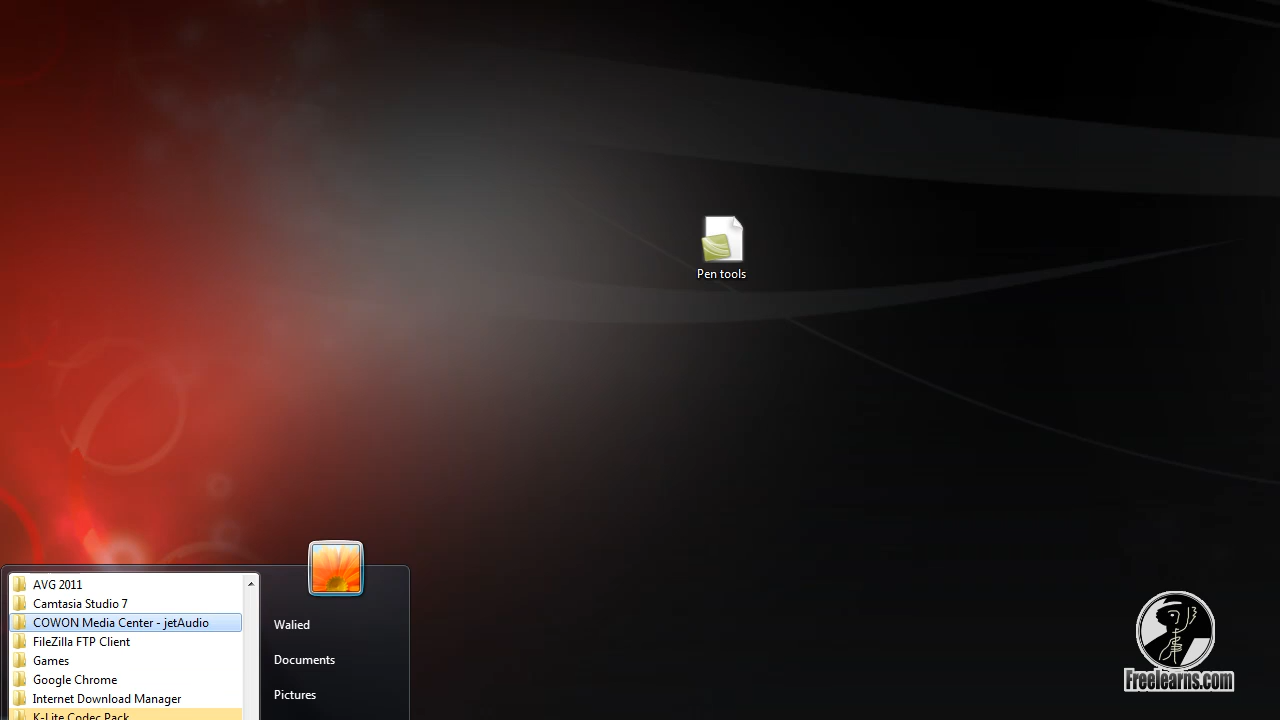 Pen tools
AVG 2011
Camtasia Studio 7
COWON Media Center - jetAudio
FileZilla FTP Client
Games
Google Chrome
Internet Download Manager
K-Lite Codec Pack
Walied
Documents
Pictures
Freelearns.com